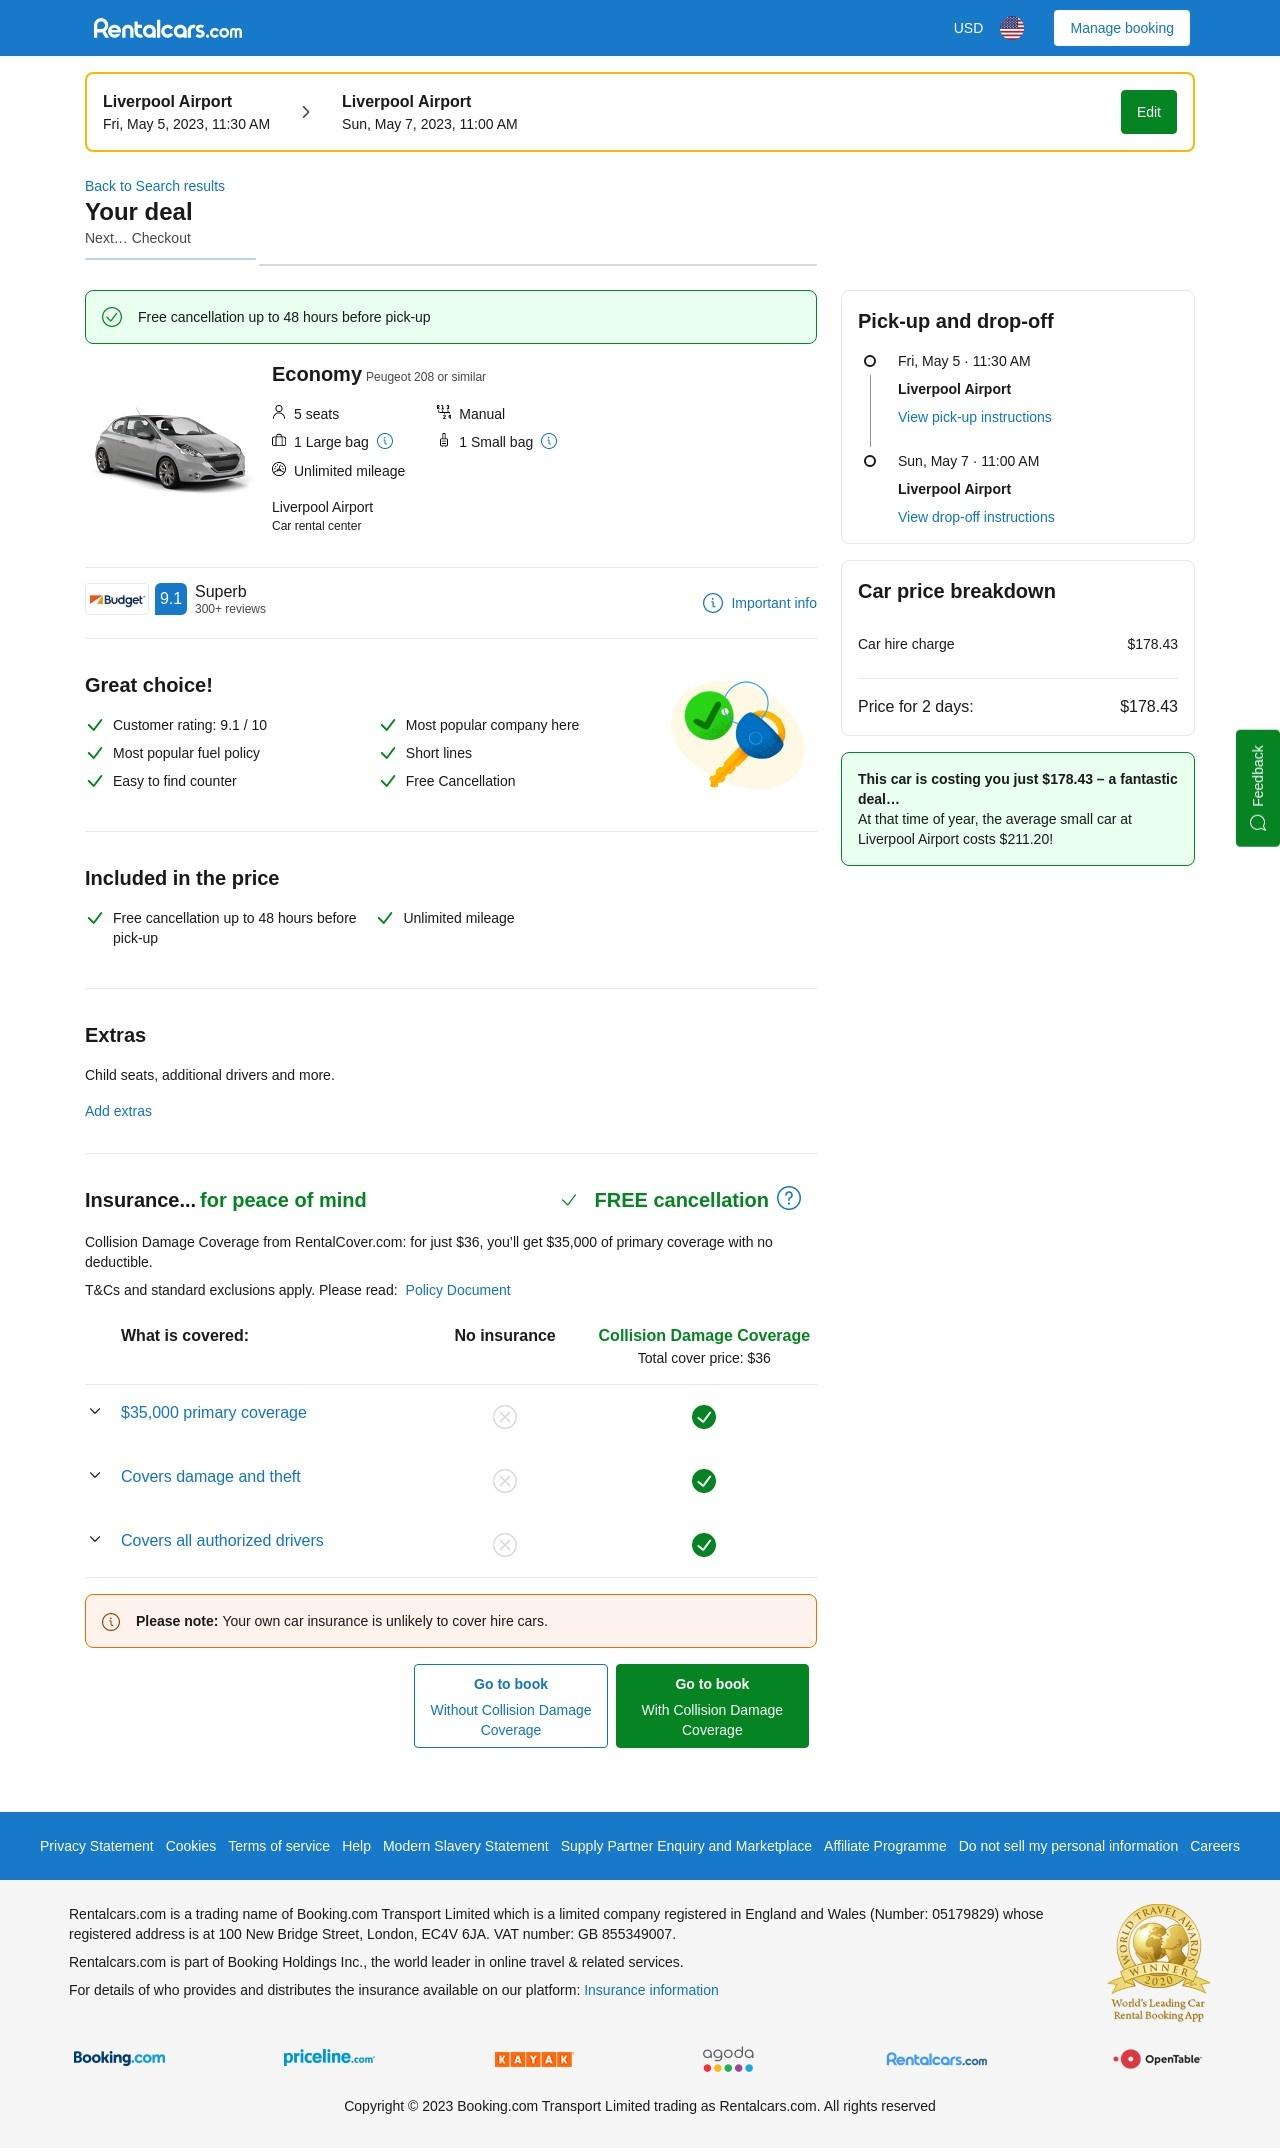 Rentalcars.com
USD
Manage booking
Liverpool Airport
Fri, May 5, 2023, 11:30 AM
Liverpool Airport
Sun, May 7, 2023, 11:00 AM
Edit
Back to Search results
Your deal
Next… Checkout
Free cancellation up to 48 hours before pick-up
Economy Peugeot 208 or similar
5 seats
Manual
1 Large bag
1 Small bag
Unlimited mileage
Liverpool Airport
Car rental center
Budget
9.1
Superb
300+ reviews
Important info
Great choice!
Customer rating: 9.1 / 10
Most popular company here
Most popular fuel policy
Short lines
Easy to find counter
Free Cancellation
Included in the price
Free cancellation up to 48 hours before
pick-up
Unlimited mileage
Extras
Child seats, additional drivers and more.
Add extras
Insurance... for peace of mind
FREE cancellation
Collision Damage Coverage from RentalCover.com: for just $36, you’ll get $35,000 of primary coverage with no
deductible.
T&Cs and standard exclusions apply. Please read: Policy Document
What is covered:
No insurance
Collision Damage Coverage
Total cover price: $36
$35,000 primary coverage
Covers damage and theft
Covers all authorized drivers
Please note: Your own car insurance is unlikely to cover hire cars.
Go to book
Without Collision Damage
Coverage
Go to book
With Collision Damage
Coverage
Pick-up and drop-off
Fri, May 5 · 11:30 AM
Liverpool Airport
View pick-up instructions
Sun, May 7 · 11:00 AM
Liverpool Airport
View drop-off instructions
Car price breakdown
Car hire charge $178.43
Price for 2 days: $178.43
This car is costing you just $178.43 – a fantastic
deal…
At that time of year, the average small car at
Liverpool Airport costs $211.20!
Feedback
Privacy Statement Cookies Terms of service Help Modern Slavery Statement Supply Partner Enquiry and Marketplace Affiliate Programme Do not sell my personal information Careers
Rentalcars.com is a trading name of Booking.com Transport Limited which is a limited company registered in England and Wales (Number: 05179829) whose
registered address is at 100 New Bridge Street, London, EC4V 6JA. VAT number: GB 855349007.
Rentalcars.com is part of Booking Holdings Inc., the world leader in online travel & related services.
For details of who provides and distributes the insurance available on our platform: Insurance information
WORLD TRAVEL AWARDS
WINNER
2020
World's Leading Car
Rental Booking App
Booking.com
priceline.com
KAYAK
agoda
Rentalcars.com
OpenTable
Copyright © 2023 Booking.com Transport Limited trading as Rentalcars.com. All rights reserved